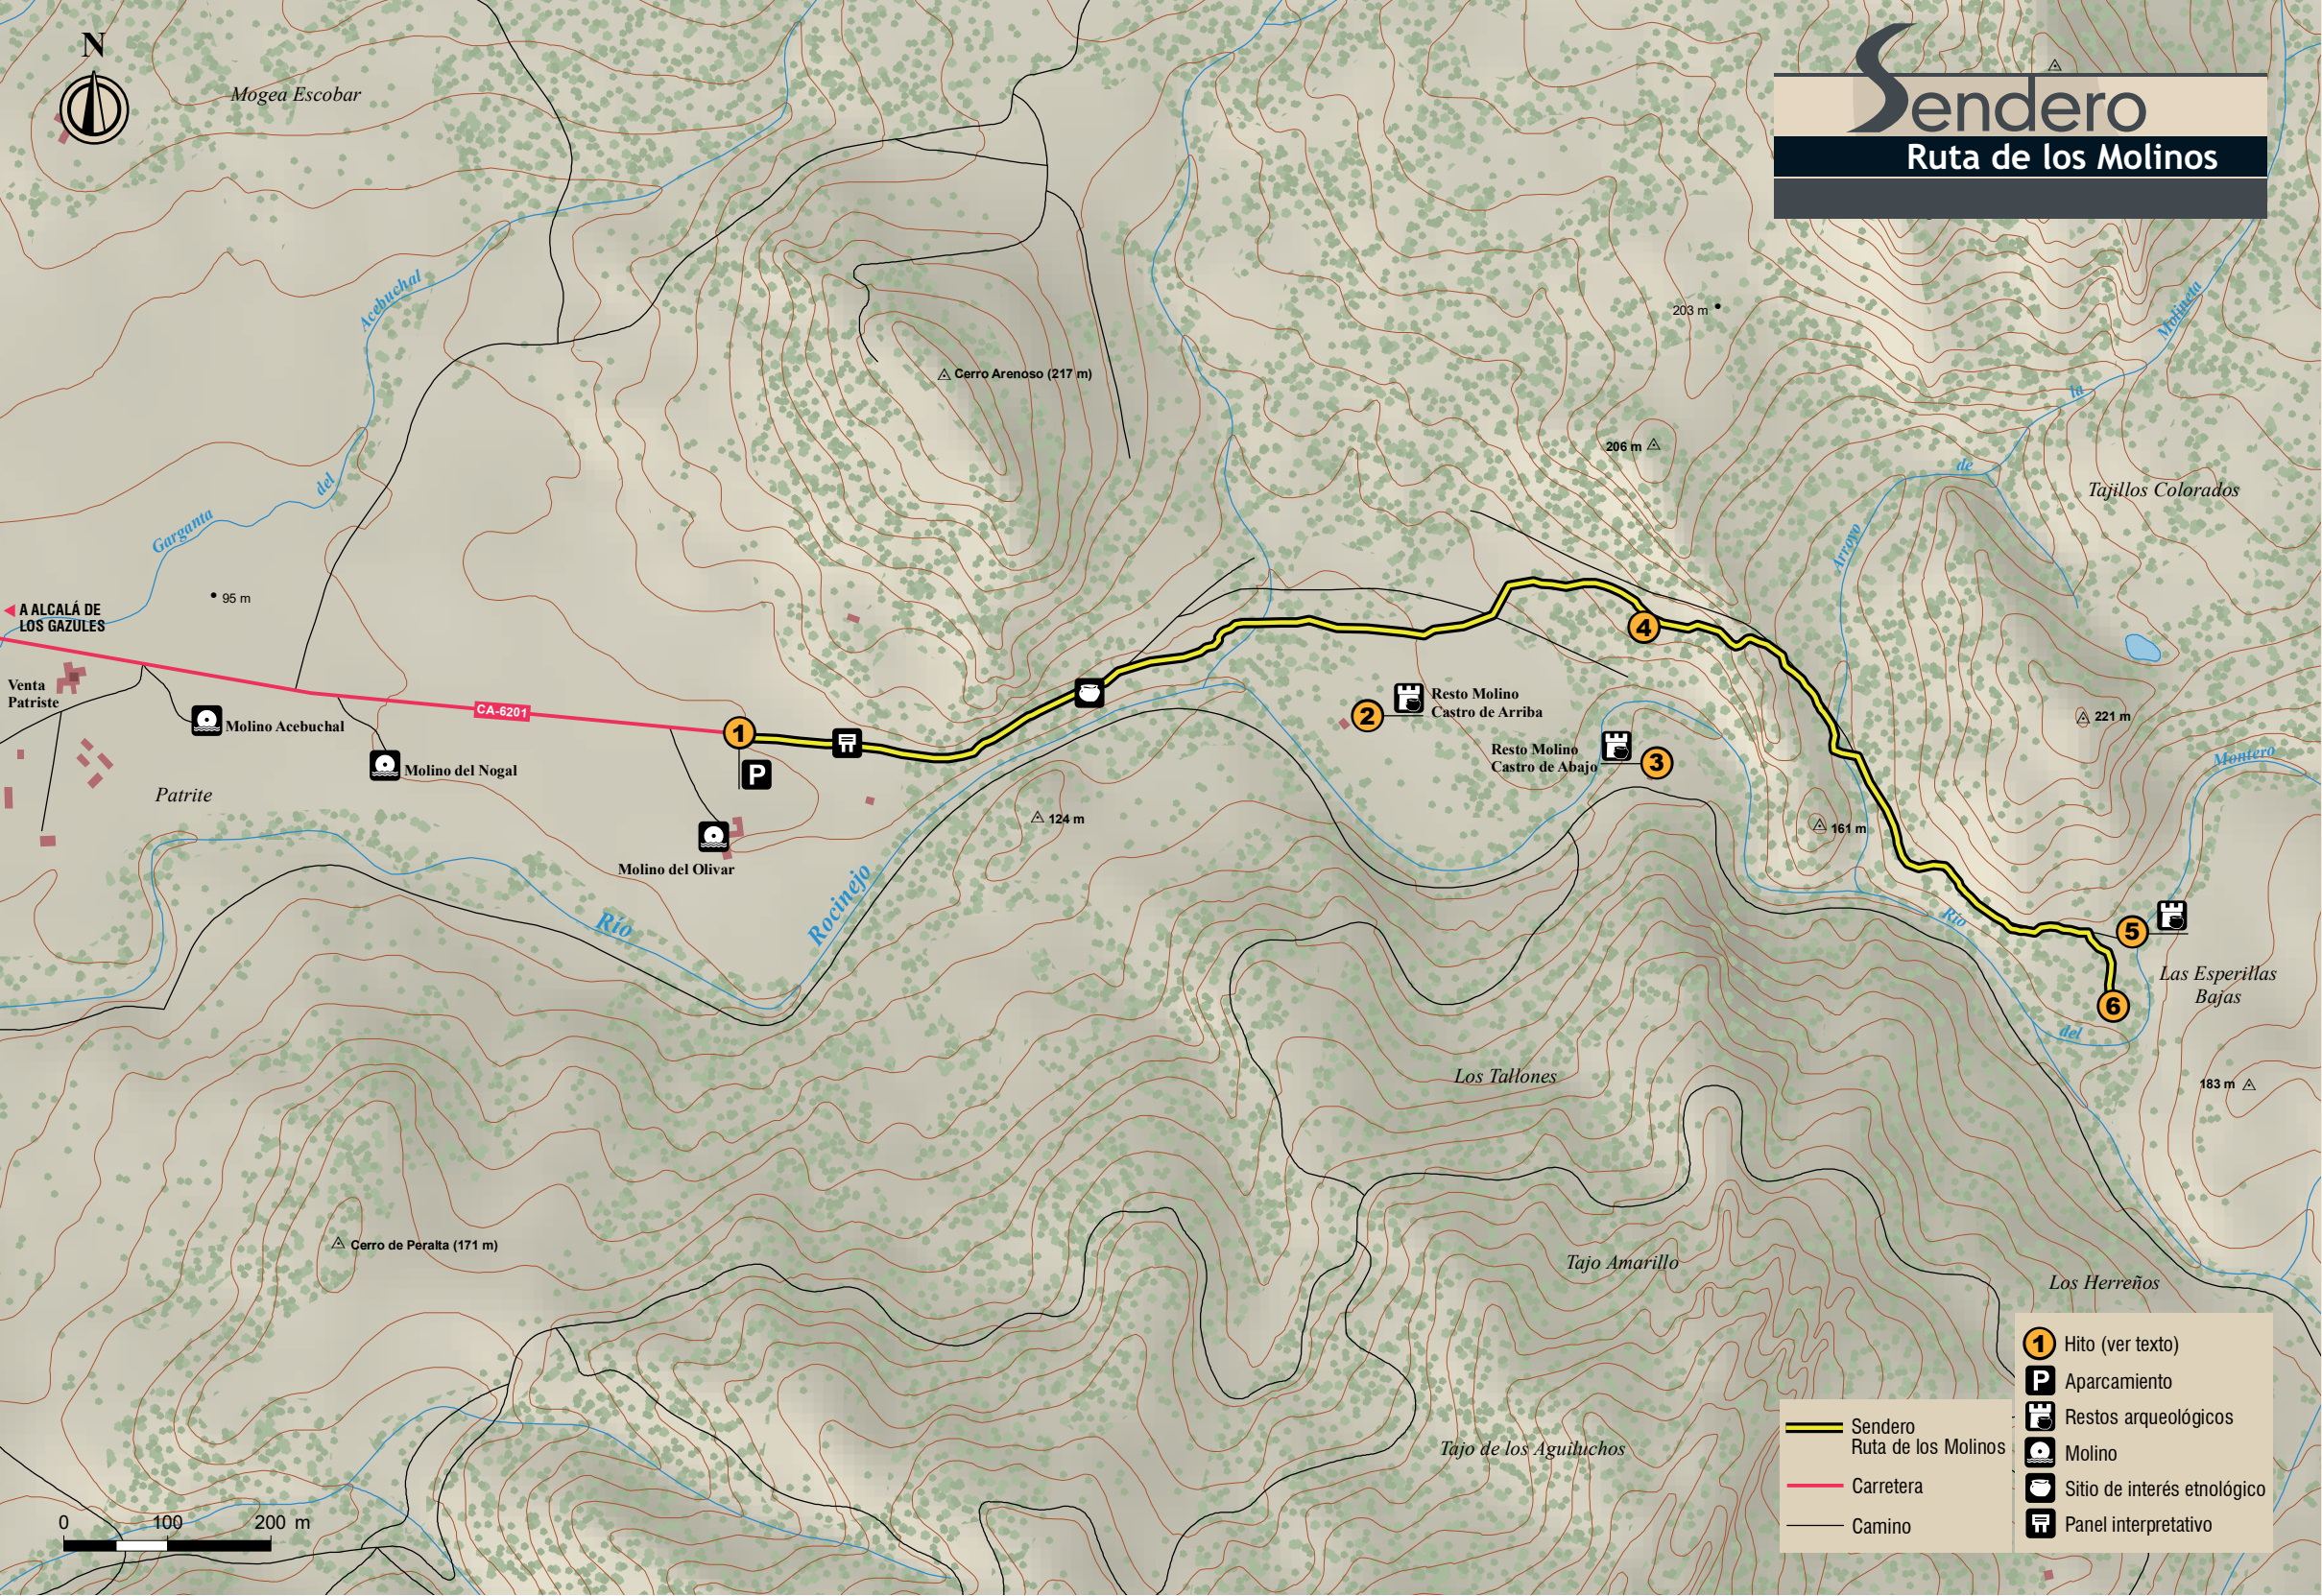 N
Mogea Escobar
Sendero
Ruta de los Molinos
Acebuchal
del
Garganta
203 m
Molineta
la
de
Arroyo
Cerro Arenoso (217 m)
206 m
Tajillos Colorados
95 m
A ALCALÁ DE
LOS GAZULES
Venta
Patriste
CA-6201
Molino Acebuchal
Molino del Nogal
Patrite
1
P
Molino del Olivar
4
2
Resto Molino
Castro de Arriba
Resto Molino
Castro de Abajo
3
221 m
Montero
124 m
161 m
Río
Rocinejo
Río
5
6
del
Las Esperillas
Bajas
183 m
Los Tallones
Cerro de Peralta (171 m)
Tajo Amarillo
Los Herreños
Tajo de los Aguiluchos
0 100 200 m
Sendero
Ruta de los Molinos
Carretera
Camino
1 Hito (ver texto)
P Aparcamiento
Restos arqueológicos
Molino
Sitio de interés etnológico
Panel interpretativo